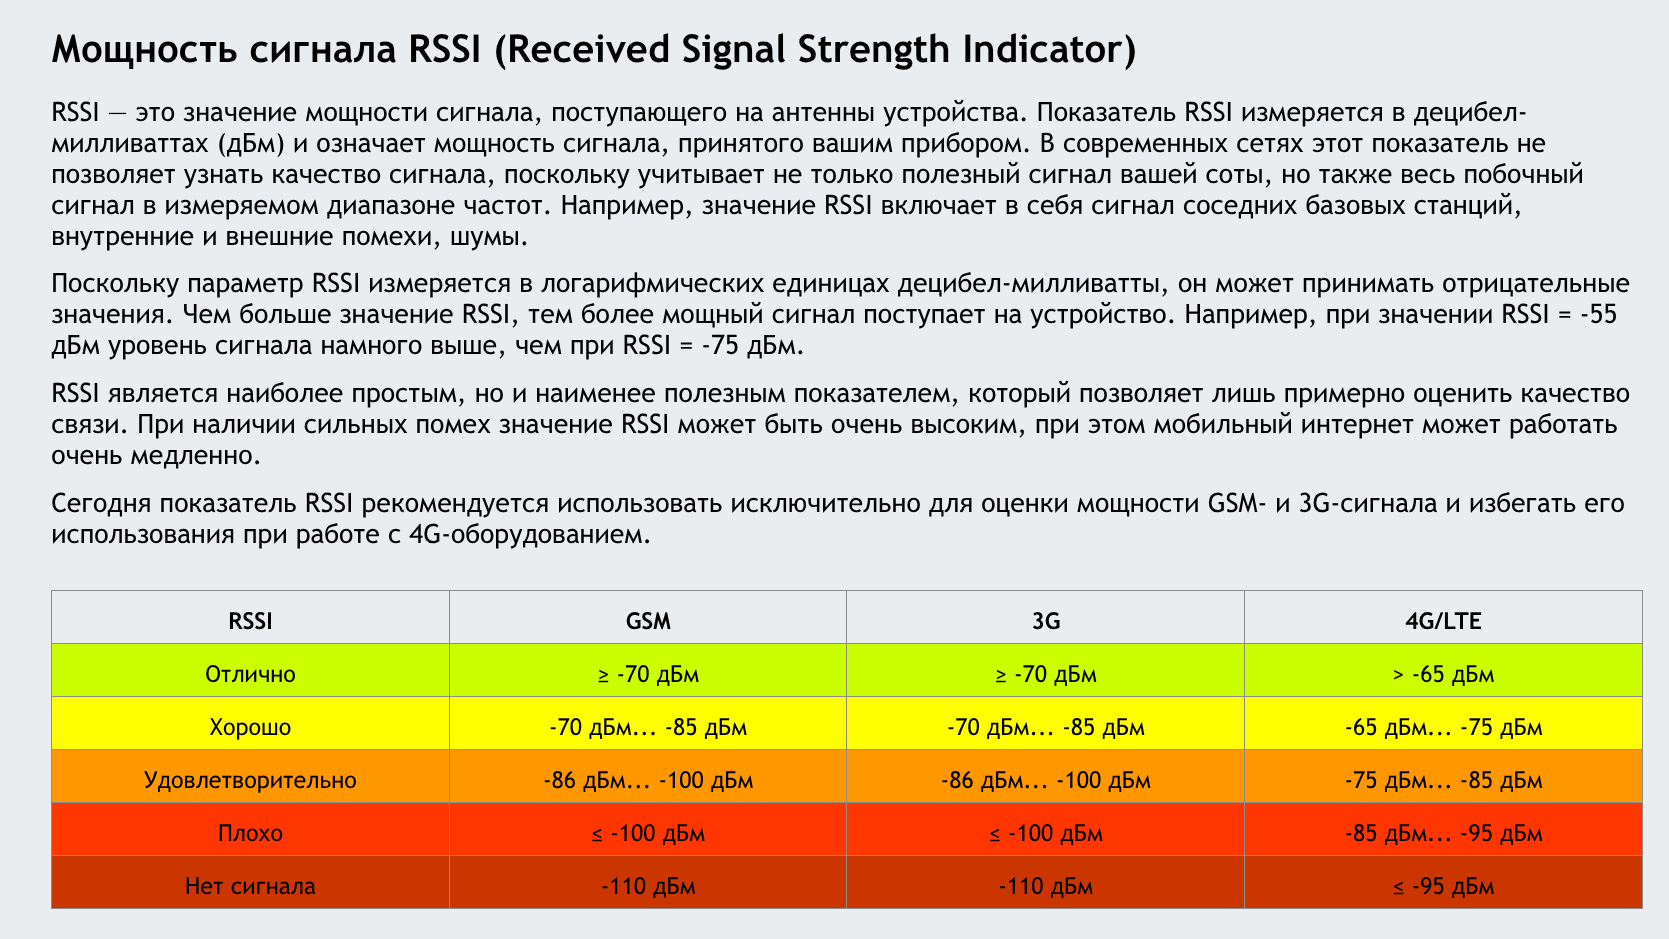 Мощность сигнала RSSI (Received Signal Strength Indicator)
RSSI — это значение мощности сигнала, поступающего на антенны устройства. Показатель RSSI измеряется в децибел-
милливаттах (дБм) и означает мощность сигнала, принятого вашим прибором. В современных сетях этот показатель не
позволяет узнать качество сигнала, поскольку учитывает не только полезный сигнал вашей соты, но также весь побочный
сигнал в измеряемом диапазоне частот. Например, значение RSSI включает в себя сигнал соседних базовых станций,
внутренние и внешние помехи, шумы.
Поскольку параметр RSSI измеряется в логарифмических единицах децибел-милливатты, он может принимать отрицательные
значения. Чем больше значение RSSI, тем более мощный сигнал поступает на устройство. Например, при значении RSSI = -55
дБм уровень сигнала намного выше, чем при RSSI = -75 дБм.
RSSI является наиболее простым, но и наименее полезным показателем, который позволяет лишь примерно оценить качество
связи. При наличии сильных помех значение RSSI может быть очень высоким, при этом мобильный интернет может работать
очень медленно.
Сегодня показатель RSSI рекомендуется использовать исключительно для оценки мощности GSM- и 3G-сигнала и избегать его
использования при работе с 4G-оборудованием.
RSSI GSM 3G 4G/LTE
Отлично ≥ -70 дБм ≥ -70 дБм > -65 дБм
Хорошо -70 дБм... -85 дБм -70 дБм... -85 дБм -65 дБм... -75 дБм
Удовлетворительно -86 дБм... -100 дБм -86 дБм... -100 дБм -75 дБм... -85 дБм
Плохо ≤ -100 дБм ≤ -100 дБм -85 дБм... -95 дБм
Нет сигнала -110 дБм -110 дБм ≤ -95 дБм